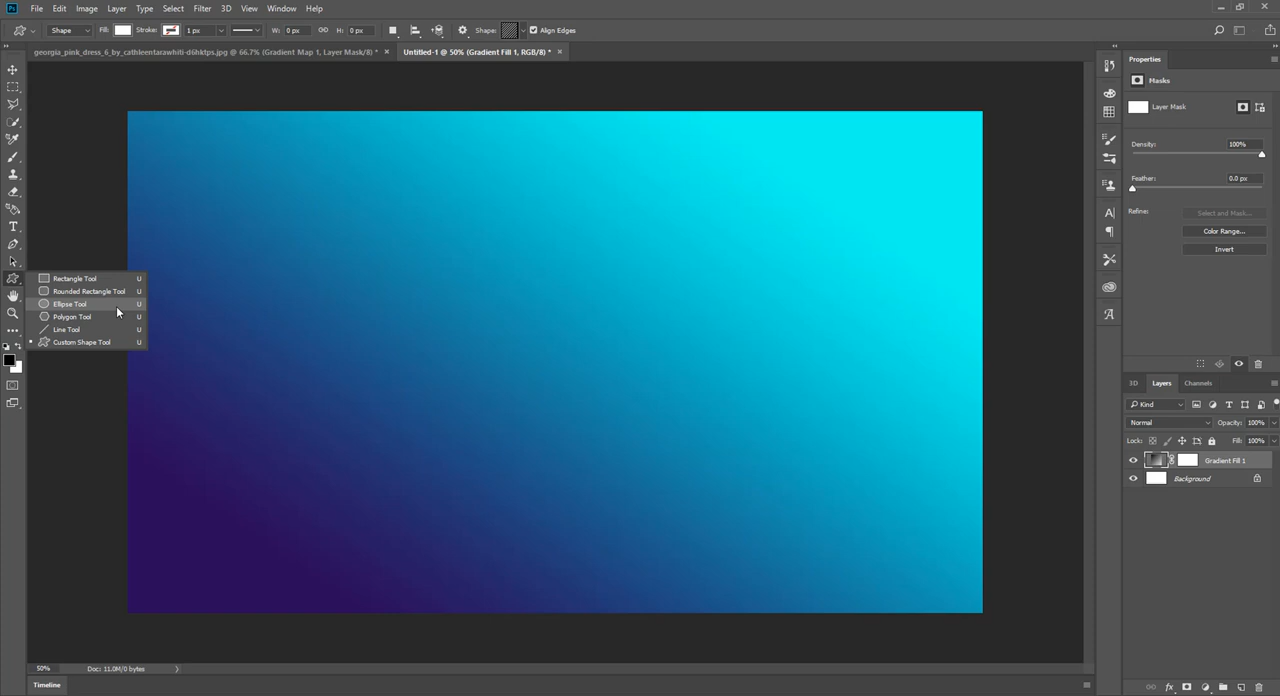 Ps File Edit Image Layer Type Select Filter 3D View Window Help
Shape Fill: Stroke: 1 px W: 0 px H: 0 px Shape: Align Edges
georgia_pink_dress_6_by_cathleentarawhiti-d6hktps.jpg @ 66.7% (Gradient Map 1, Layer Mask/8) * ×
Untitled-1 @ 50% (Gradient Fill 1, RGB/8) * ×
Rectangle Tool U
Rounded Rectangle Tool U
Ellipse Tool U
Polygon Tool U
Line Tool U
Custom Shape Tool U
Properties
Masks
Layer Mask
Density: 100%
Feather: 0.0 px
Refine: Select and Mask...
Color Range...
Invert
3D Layers Channels
Kind
Normal Opacity: 100%
Lock: Fill: 100%
Gradient Fill 1
Background
fx
50% Doc: 11.0M/0 bytes
Timeline